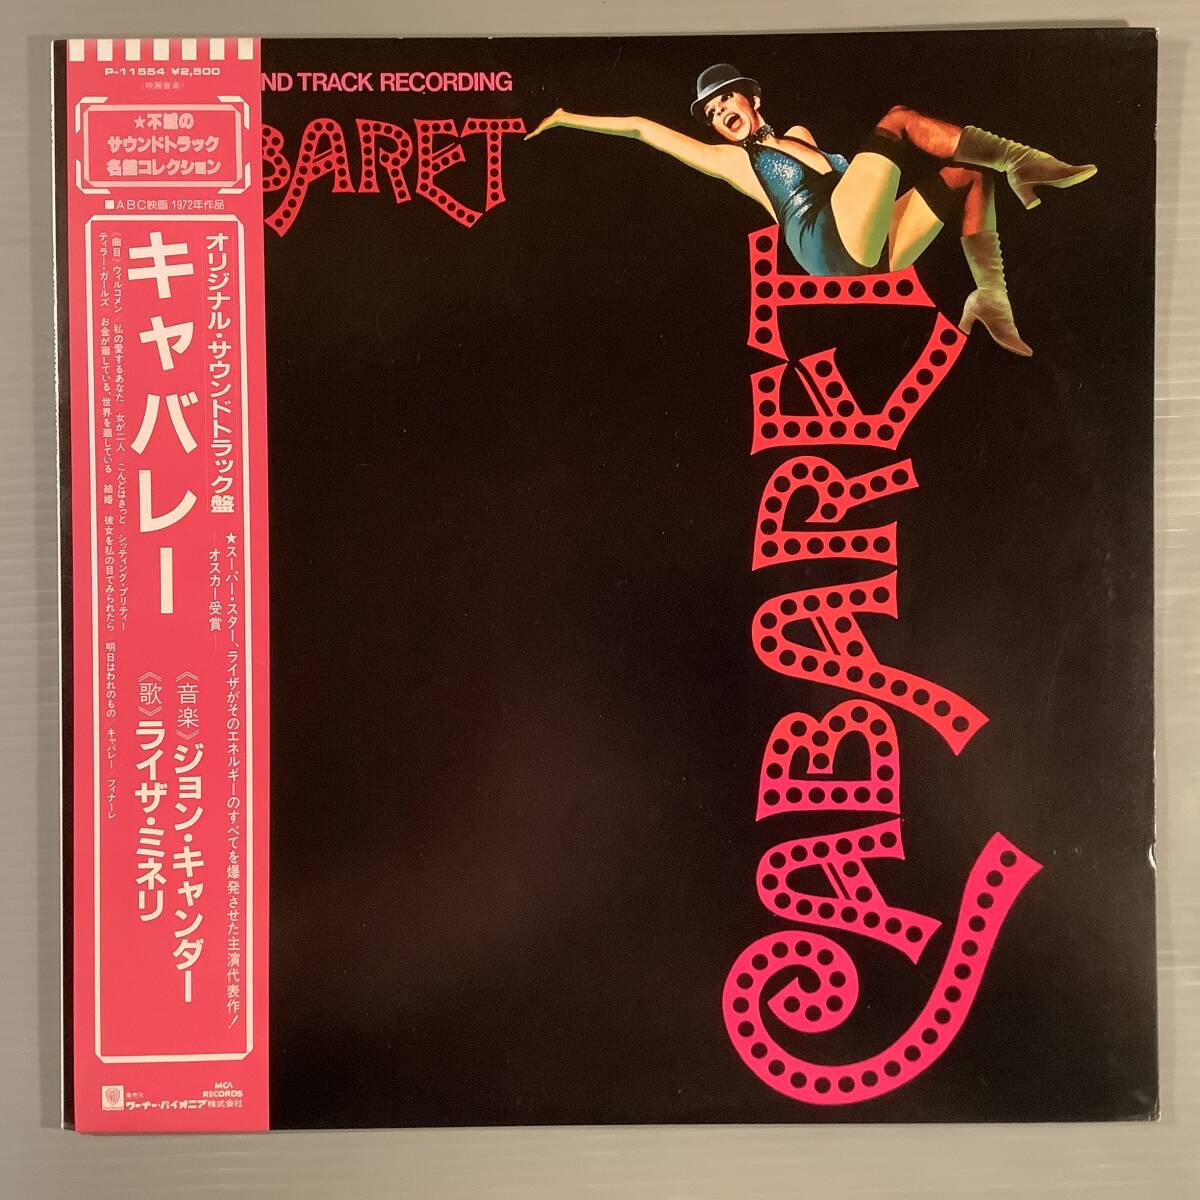 P-11554 ¥2,500
(映画音楽)
★不滅の
サウンドトラック
名盤コレクション
■ABC映画 1972年作品
オリジナル・サウンドトラック盤
キャバレー
★スーパー・スター、ライザがそのエネルギーのすべてを爆発させた主演代表作!
―オスカー受賞―
《音楽》ジョン・キャンダー
《歌》ライザ・ミネリ
《曲目》ウィルコメン/私の愛するあなた/女が二人/こんどはきっと/シッティング・プリティー
ティラー・ガールズ/お金が廻している、世界を廻している/結婚/彼女を私の目でみられたら/明日はわれのもの/キャバレー/フィナーレ
MCA
RECORDS
発売元
ワーナー・パイオニア株式会社
ND TRACK RECORDING
BARET
CABARET